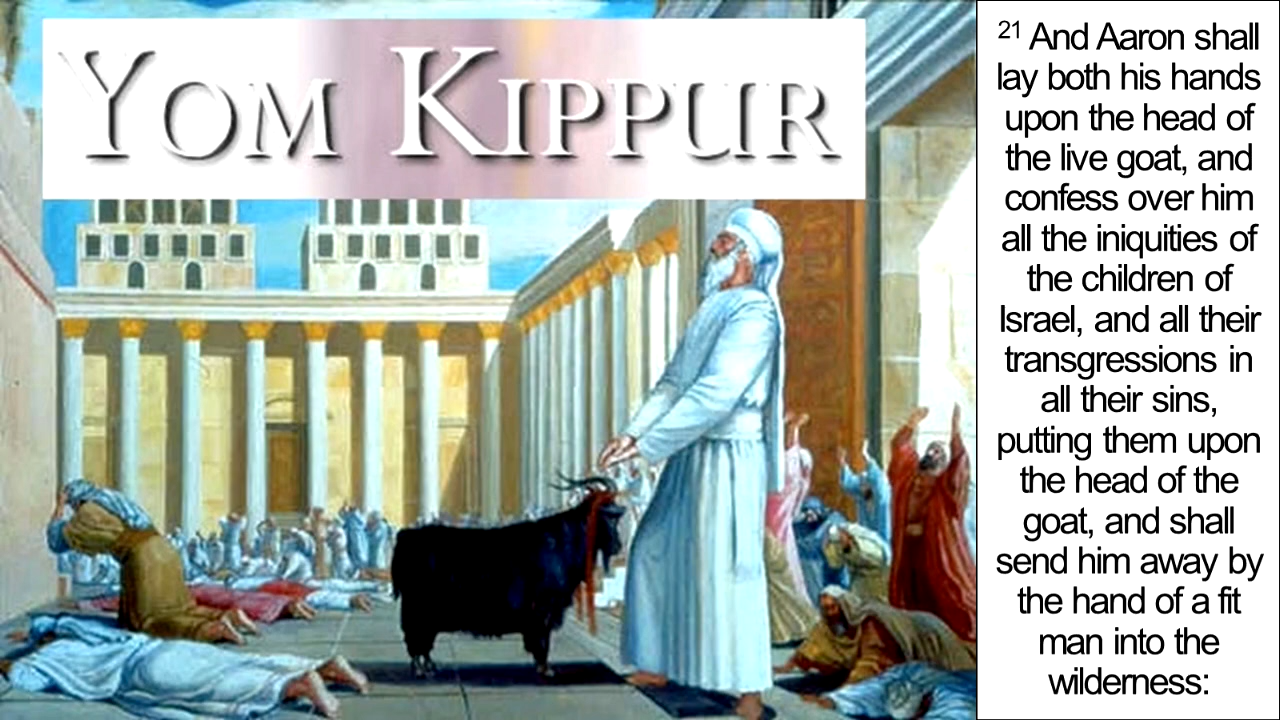 YOM KIPPUR
21 And Aaron shall
lay both his hands
upon the head of
the live goat, and
confess over him
all the iniquities of
the children of
Israel, and all their
transgressions in
all their sins,
putting them upon
the head of the
goat, and shall
send him away by
the hand of a fit
man into the
wilderness: